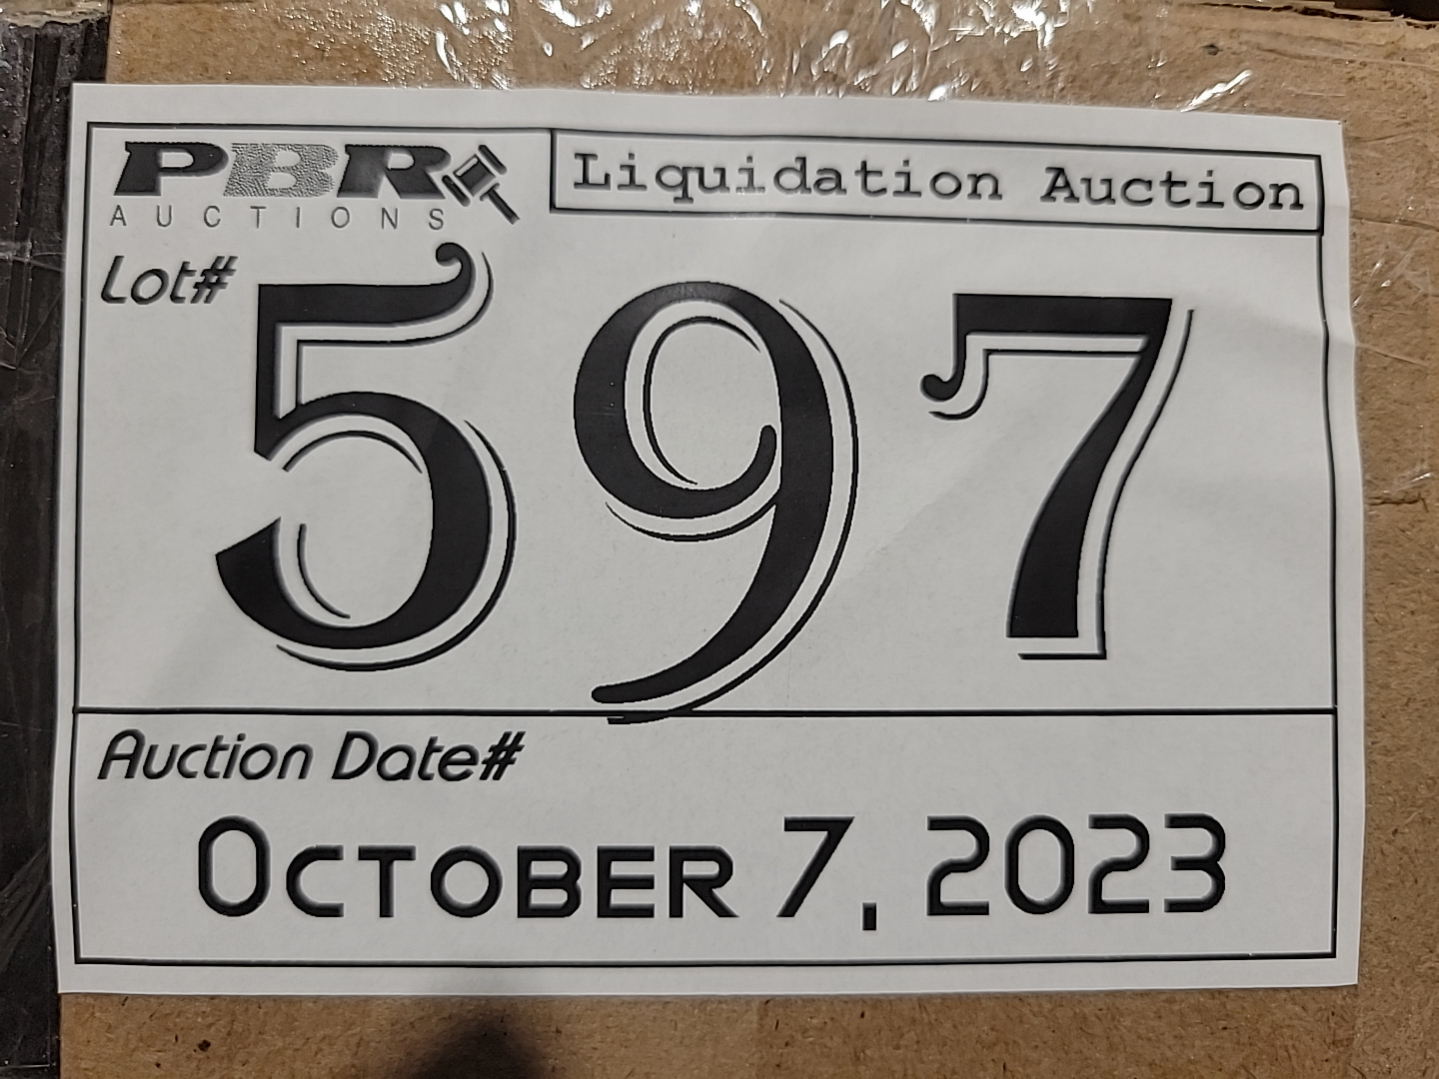 PBR
AUCTIONS
Liquidation Auction
Lot#
597
Auction Date#
October 7, 2023